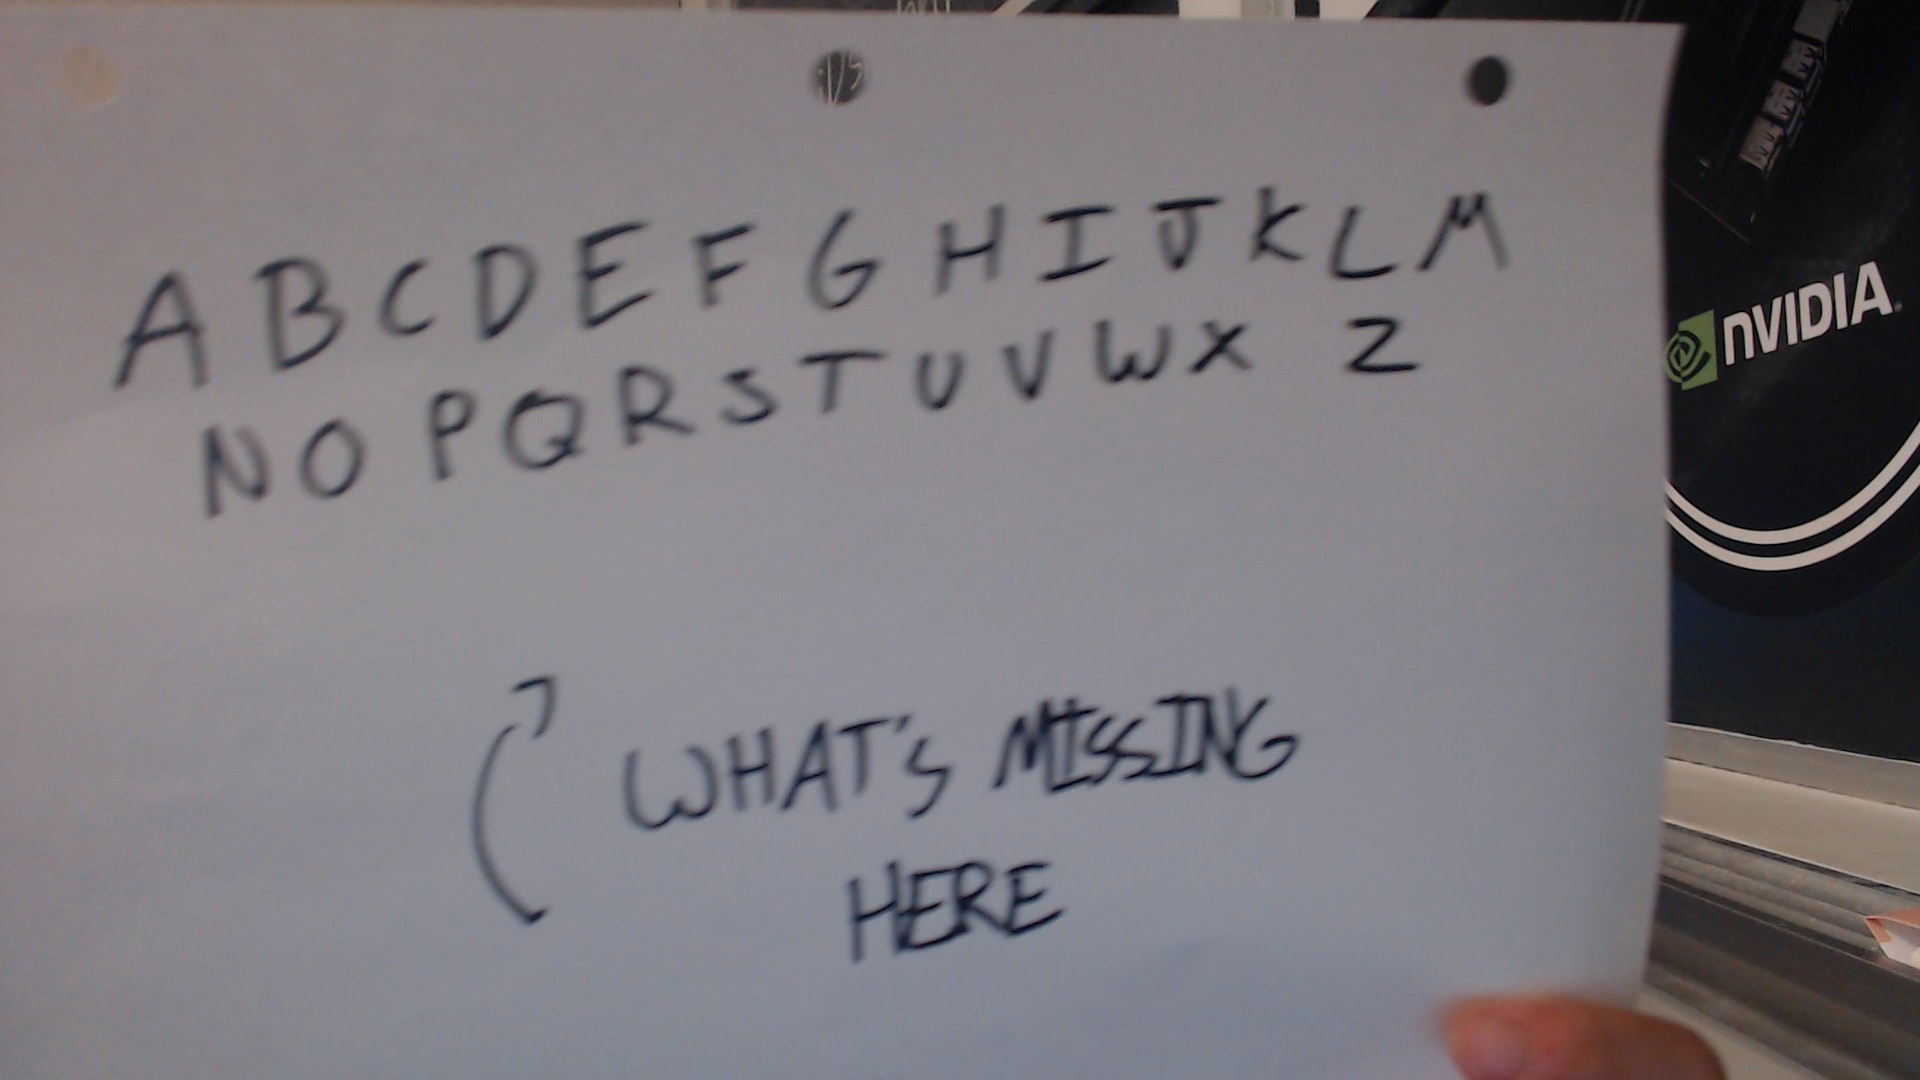 A B C D E F G H I J K L M
N O P Q R S T U V W X Z
WHAT'S MISSING
HERE
NVIDIA